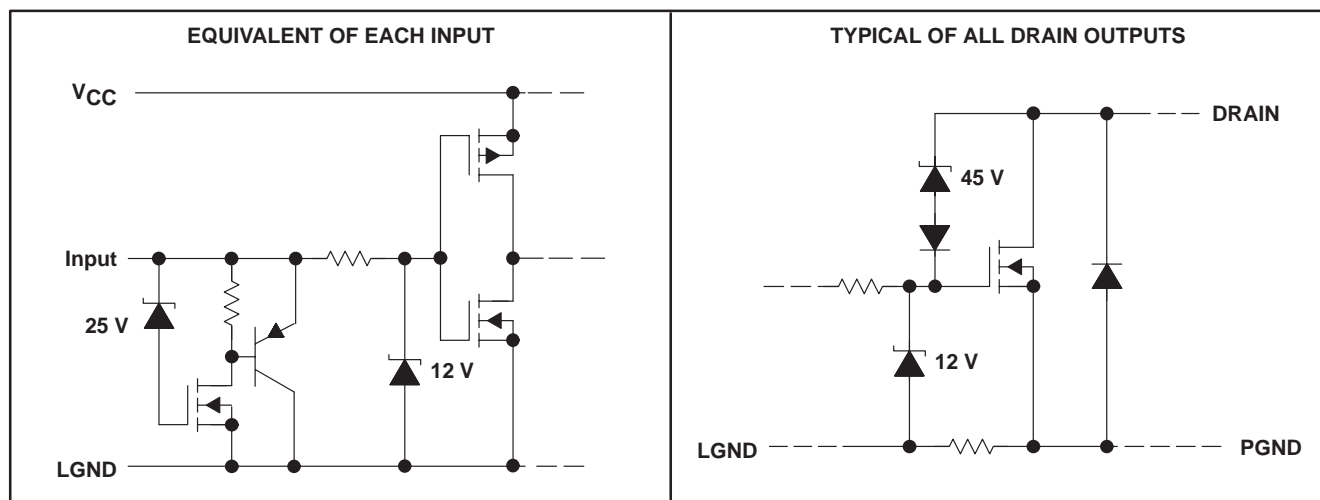 EQUIVALENT OF EACH INPUT
VCC
Input
25 V
12 V
LGND
TYPICAL OF ALL DRAIN OUTPUTS
DRAIN
45 V
12 V
LGND
PGND